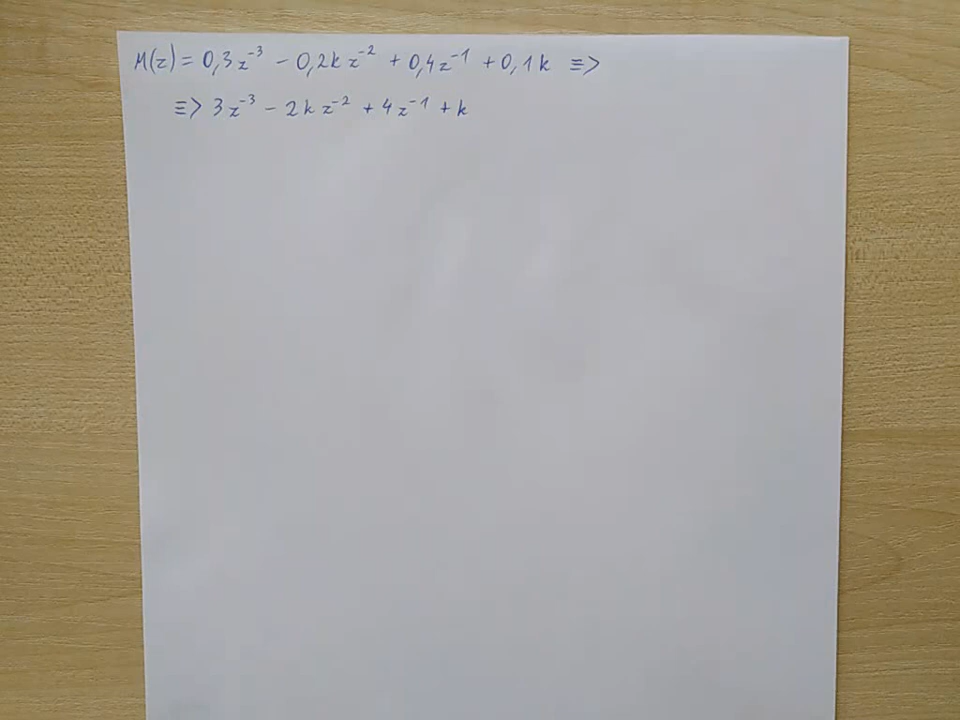 M(z) = 0,3z⁻³ - 0,2kz⁻² + 0,4z⁻¹ + 0,1k ≡>
≡> 3z⁻³ - 2kz⁻² + 4z⁻¹ + k